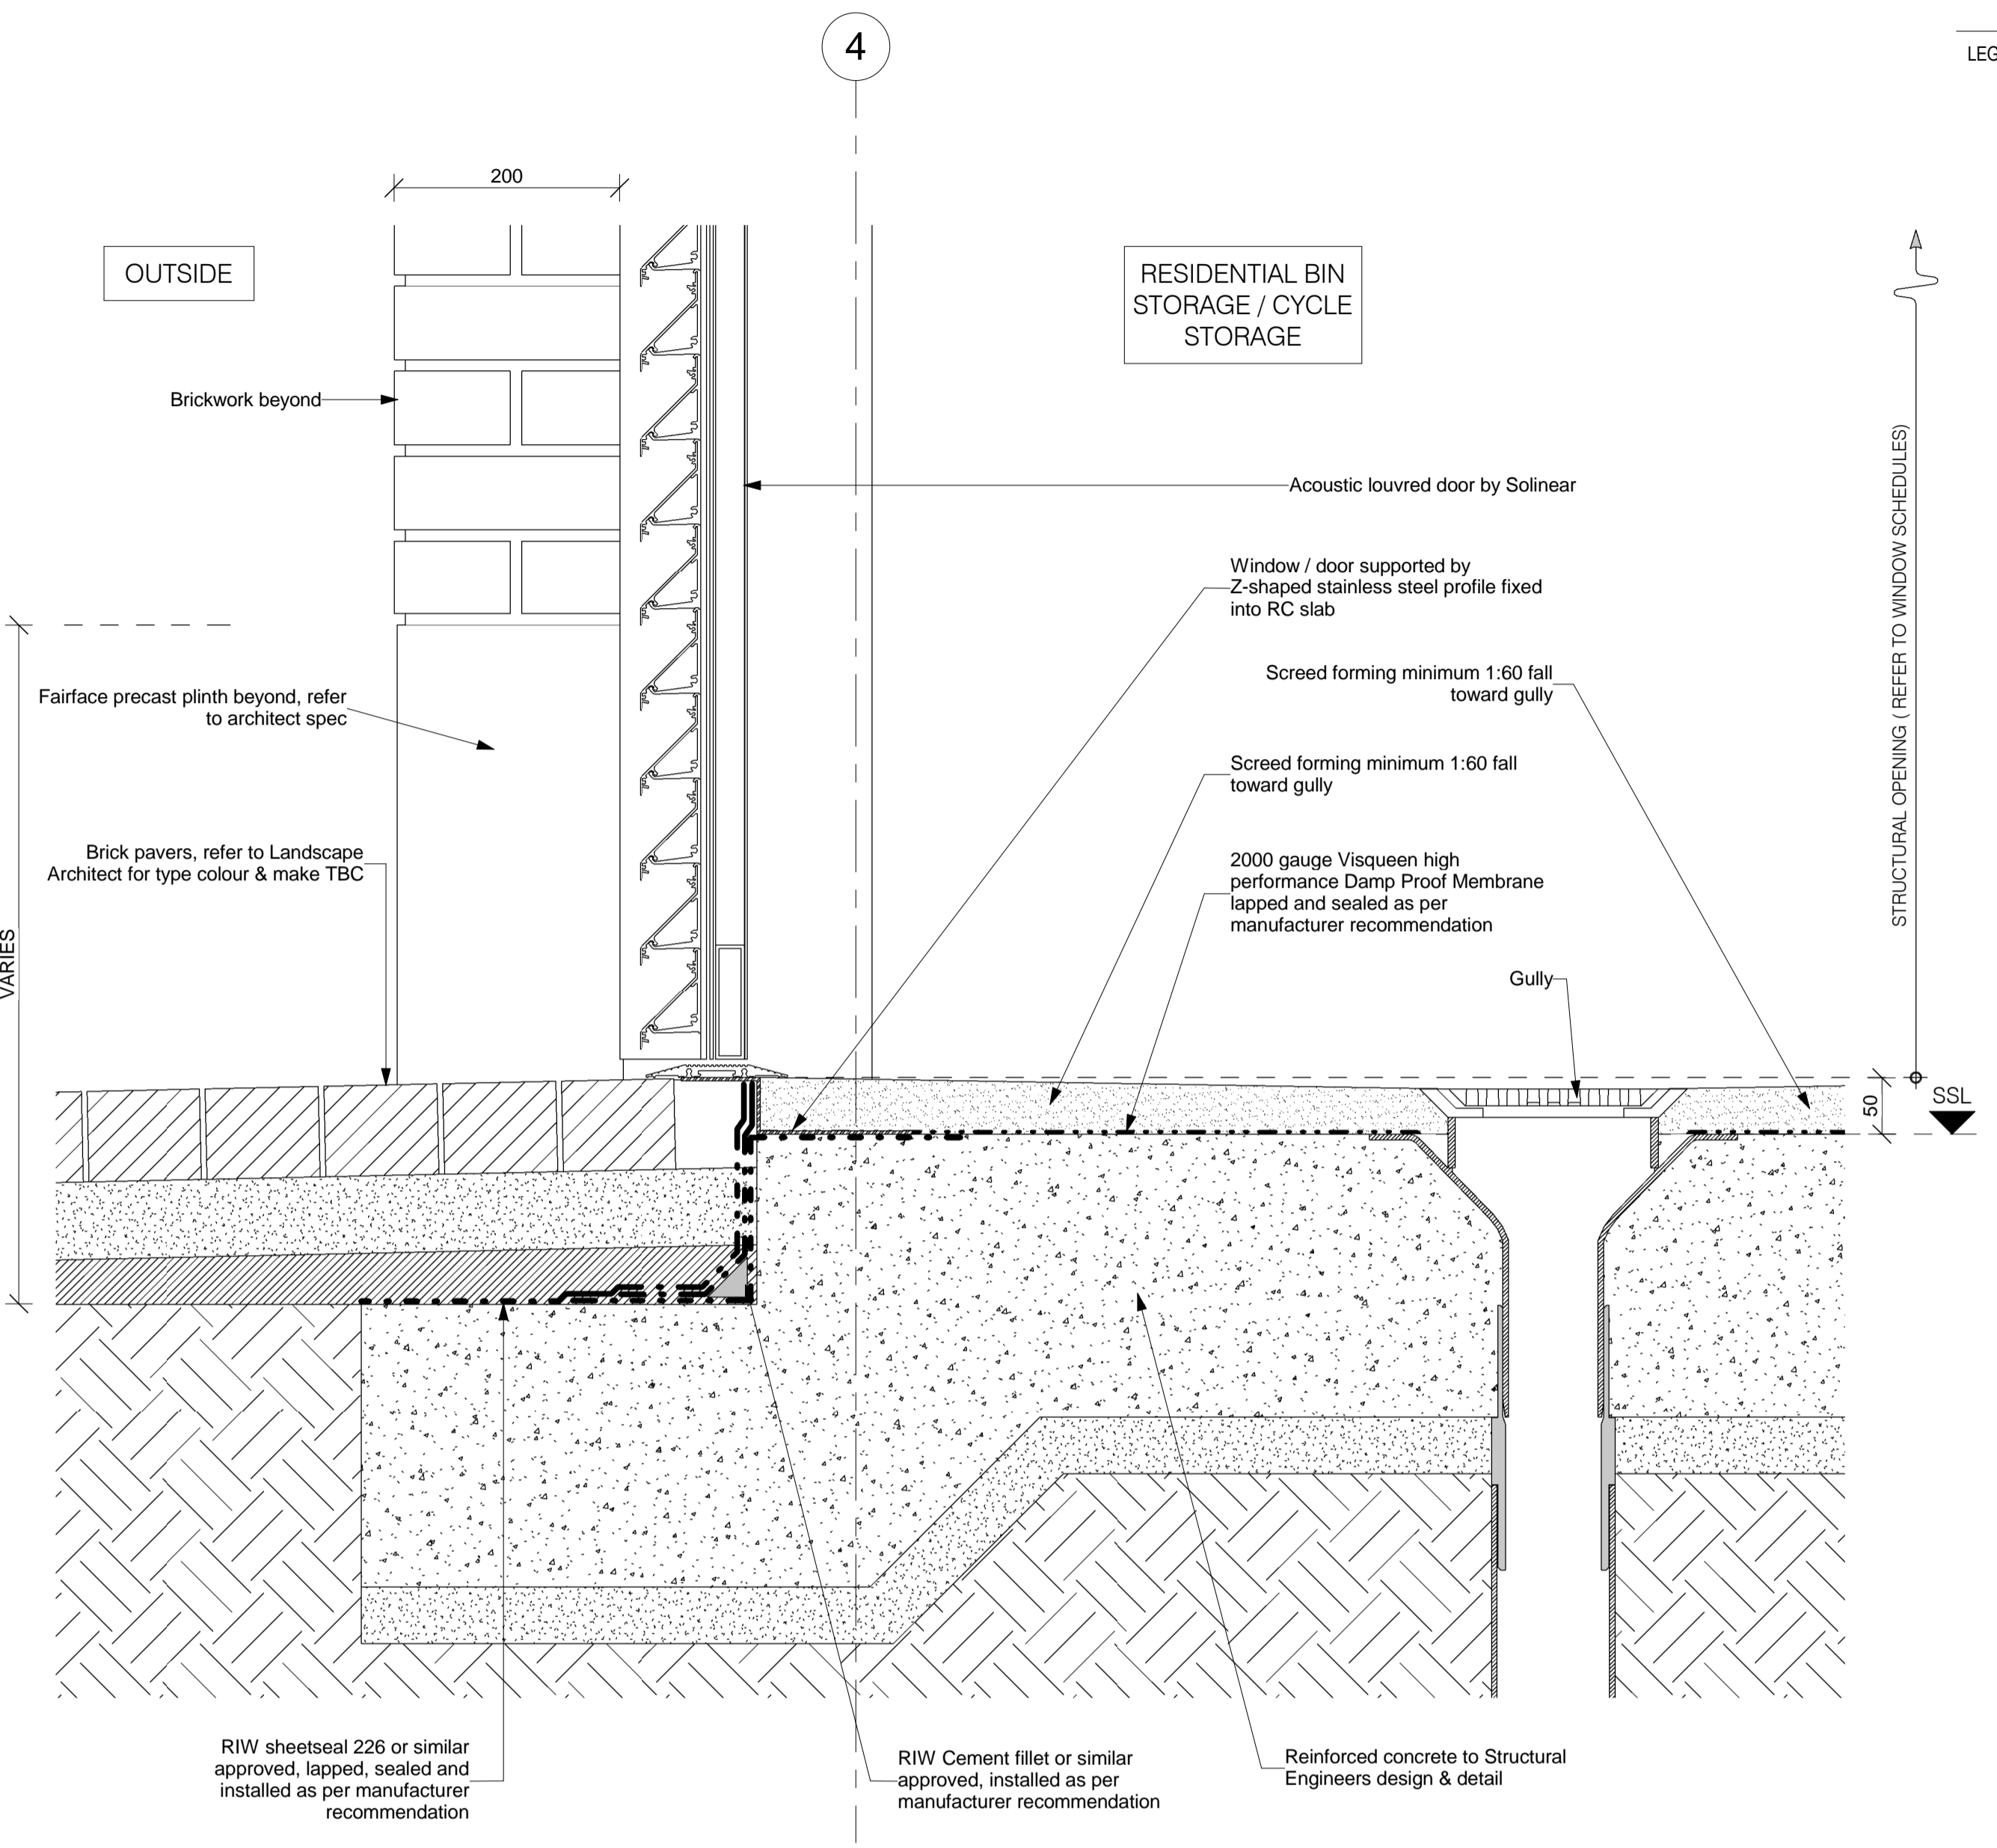 4
LEG
200
OUTSIDE
RESIDENTIAL BIN
STORAGE / CYCLE
STORAGE
Brickwork beyond
Acoustic louvred door by Solinear
Window / door supported by
Z-shaped stainless steel profile fixed
into RC slab
STRUCTURAL OPENING ( REFER TO WINDOW SCHEDULES)
Screed forming minimum 1:60 fall
toward gully
Fairface precast plinth beyond, refer
to architect spec
Screed forming minimum 1:60 fall
toward gully
Brick pavers, refer to Landscape
Architect for type colour & make TBC
2000 gauge Visqueen high
performance Damp Proof Membrane
lapped and sealed as per
manufacturer recommendation
VARIES
Gully
50
SSL
RIW sheetseal 226 or similar
approved, lapped, sealed and
installed as per manufacturer
recommendation
RIW Cement fillet or similar
approved, installed as per
manufacturer recommendation
Reinforced concrete to Structural
Engineers design & detail